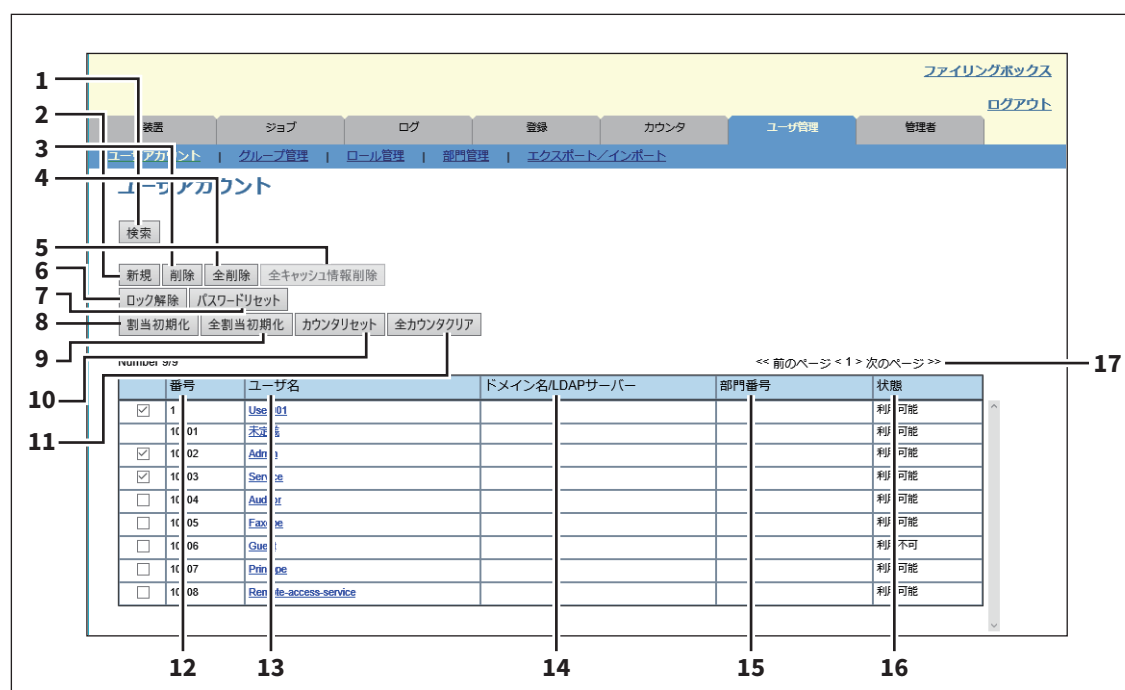 ファイリングボックス
ログアウト
装置 ジョブ ログ 登録 カウンタ ユーザ管理 管理者
ユーザアカウント | グループ管理 | ロール管理 | 部門管理 | エクスポート／インポート
ユーザアカウント
検索
新規 削除 全削除 全キャッシュ情報削除
ロック解除 パスワードリセット
割当初期化 全割当初期化 カウンタリセット 全カウンタクリア
Number 9/9 << 前のページ < 1 > 次のページ >>
番号 ユーザ名 ドメイン名/LDAPサーバー 部門番号 状態
1 User001 利用可能
10001 未定義 利用可能
10002 Admin 利用可能
10003 Service 利用可能
10004 Auditor 利用可能
10005 Faxope 利用可能
10006 Guest 利用不可
10007 Printope 利用可能
10008 Remote-access-service 利用可能
1
2
3
4
5
6
7
8
9
10
11
12 13 14 15 16
17